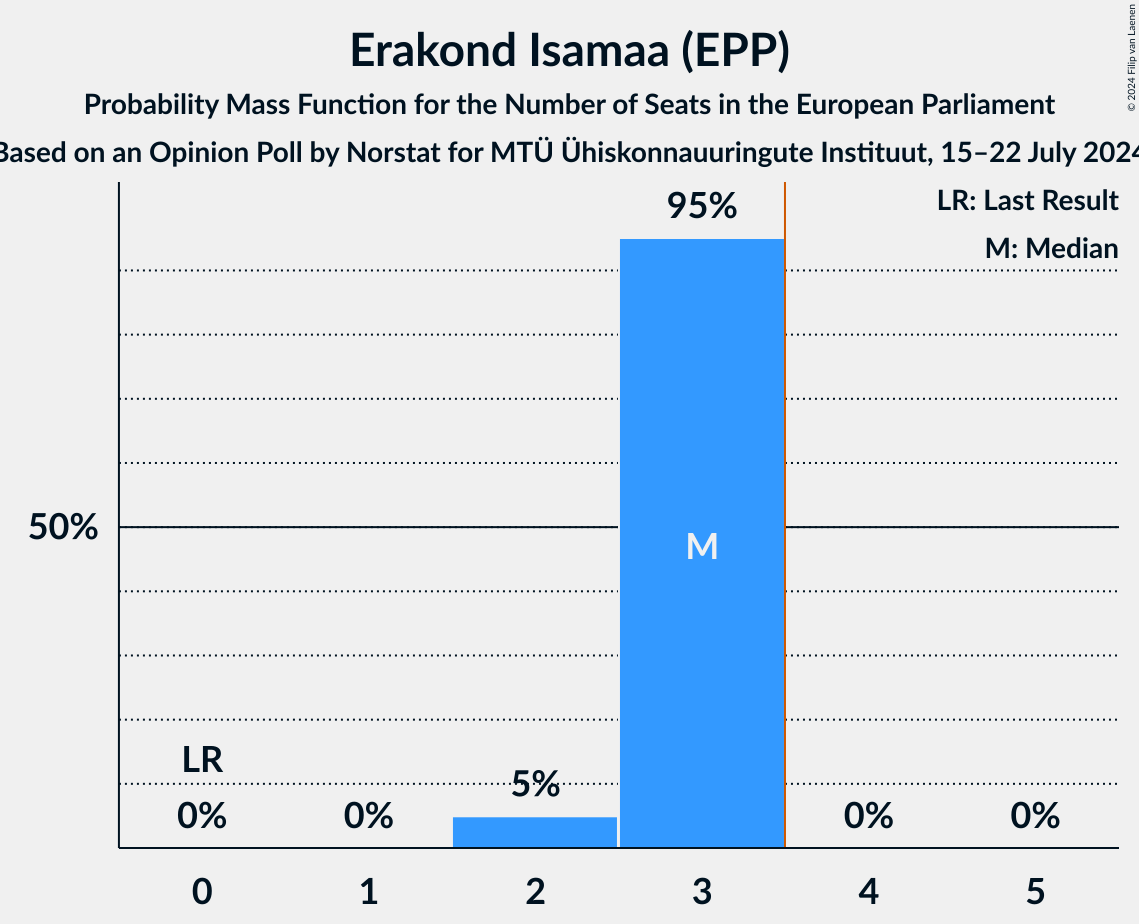 Erakond Isamaa (EPP)
Probability Mass Function for the Number of Seats in the European Parliament
Based on an Opinion Poll by Norstat for MTÜ Ühiskonnauuringute Instituut, 15–22 July 2024
© 2024 Filip van Laenen
LR: Last Result
M: Median
95%
50%
M
LR
5%
0% 0% 0% 0%
0 1 2 3 4 5